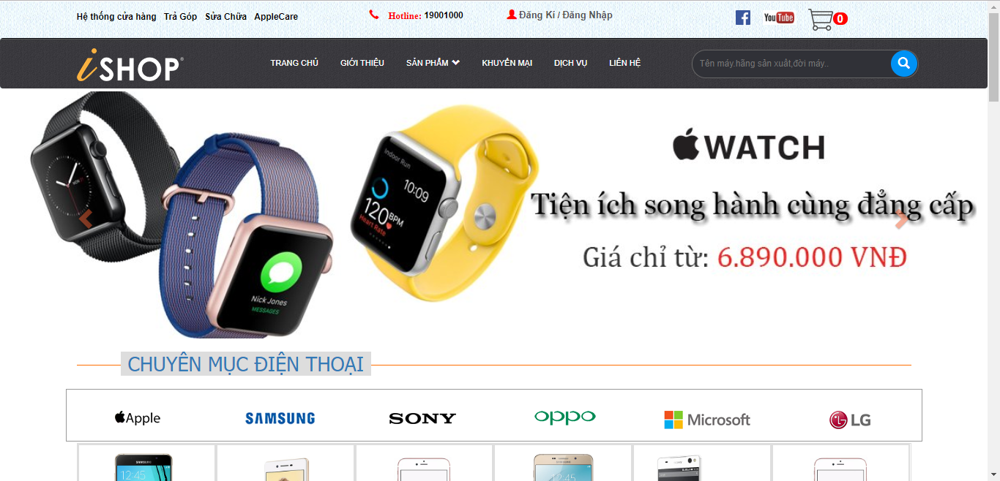 Hệ thống cửa hàng Trả Góp Sửa Chữa AppleCare Hotline: 19001000 Đăng Kí / Đăng Nhập You Tube 0
iSHOP® TRANG CHỦ GIỚI THIỆU SẢN PHẨM KHUYẾN MẠI DỊCH VỤ LIÊN HỆ Tên máy,hãng sản xuất,đời máy..
WATCH
Tiện ích song hành cùng đẳng cấp
Giá chỉ từ: 6.890.000 VNĐ
Indoor Run
10:09
120 BPM
Heart Rate
Nick Jones
MESSAGES
CHUYÊN MỤC ĐIỆN THOẠI
Apple SAMSUNG SONY oppo Microsoft LG
SAMSUNG SONY
12:45 12:45